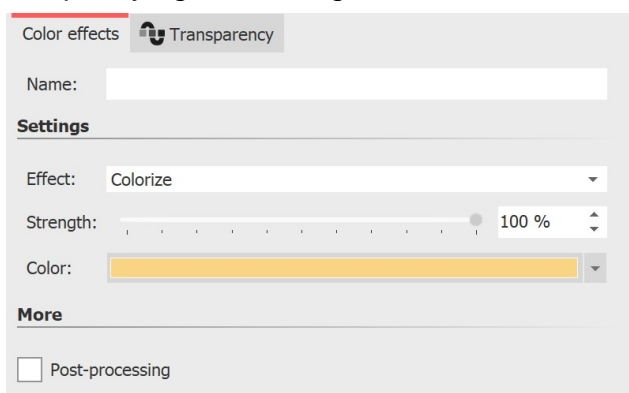 Color effects Transparency
Name:
Settings
Effect: Colorize
Strength: 100 %
Color:
More
Post-processing